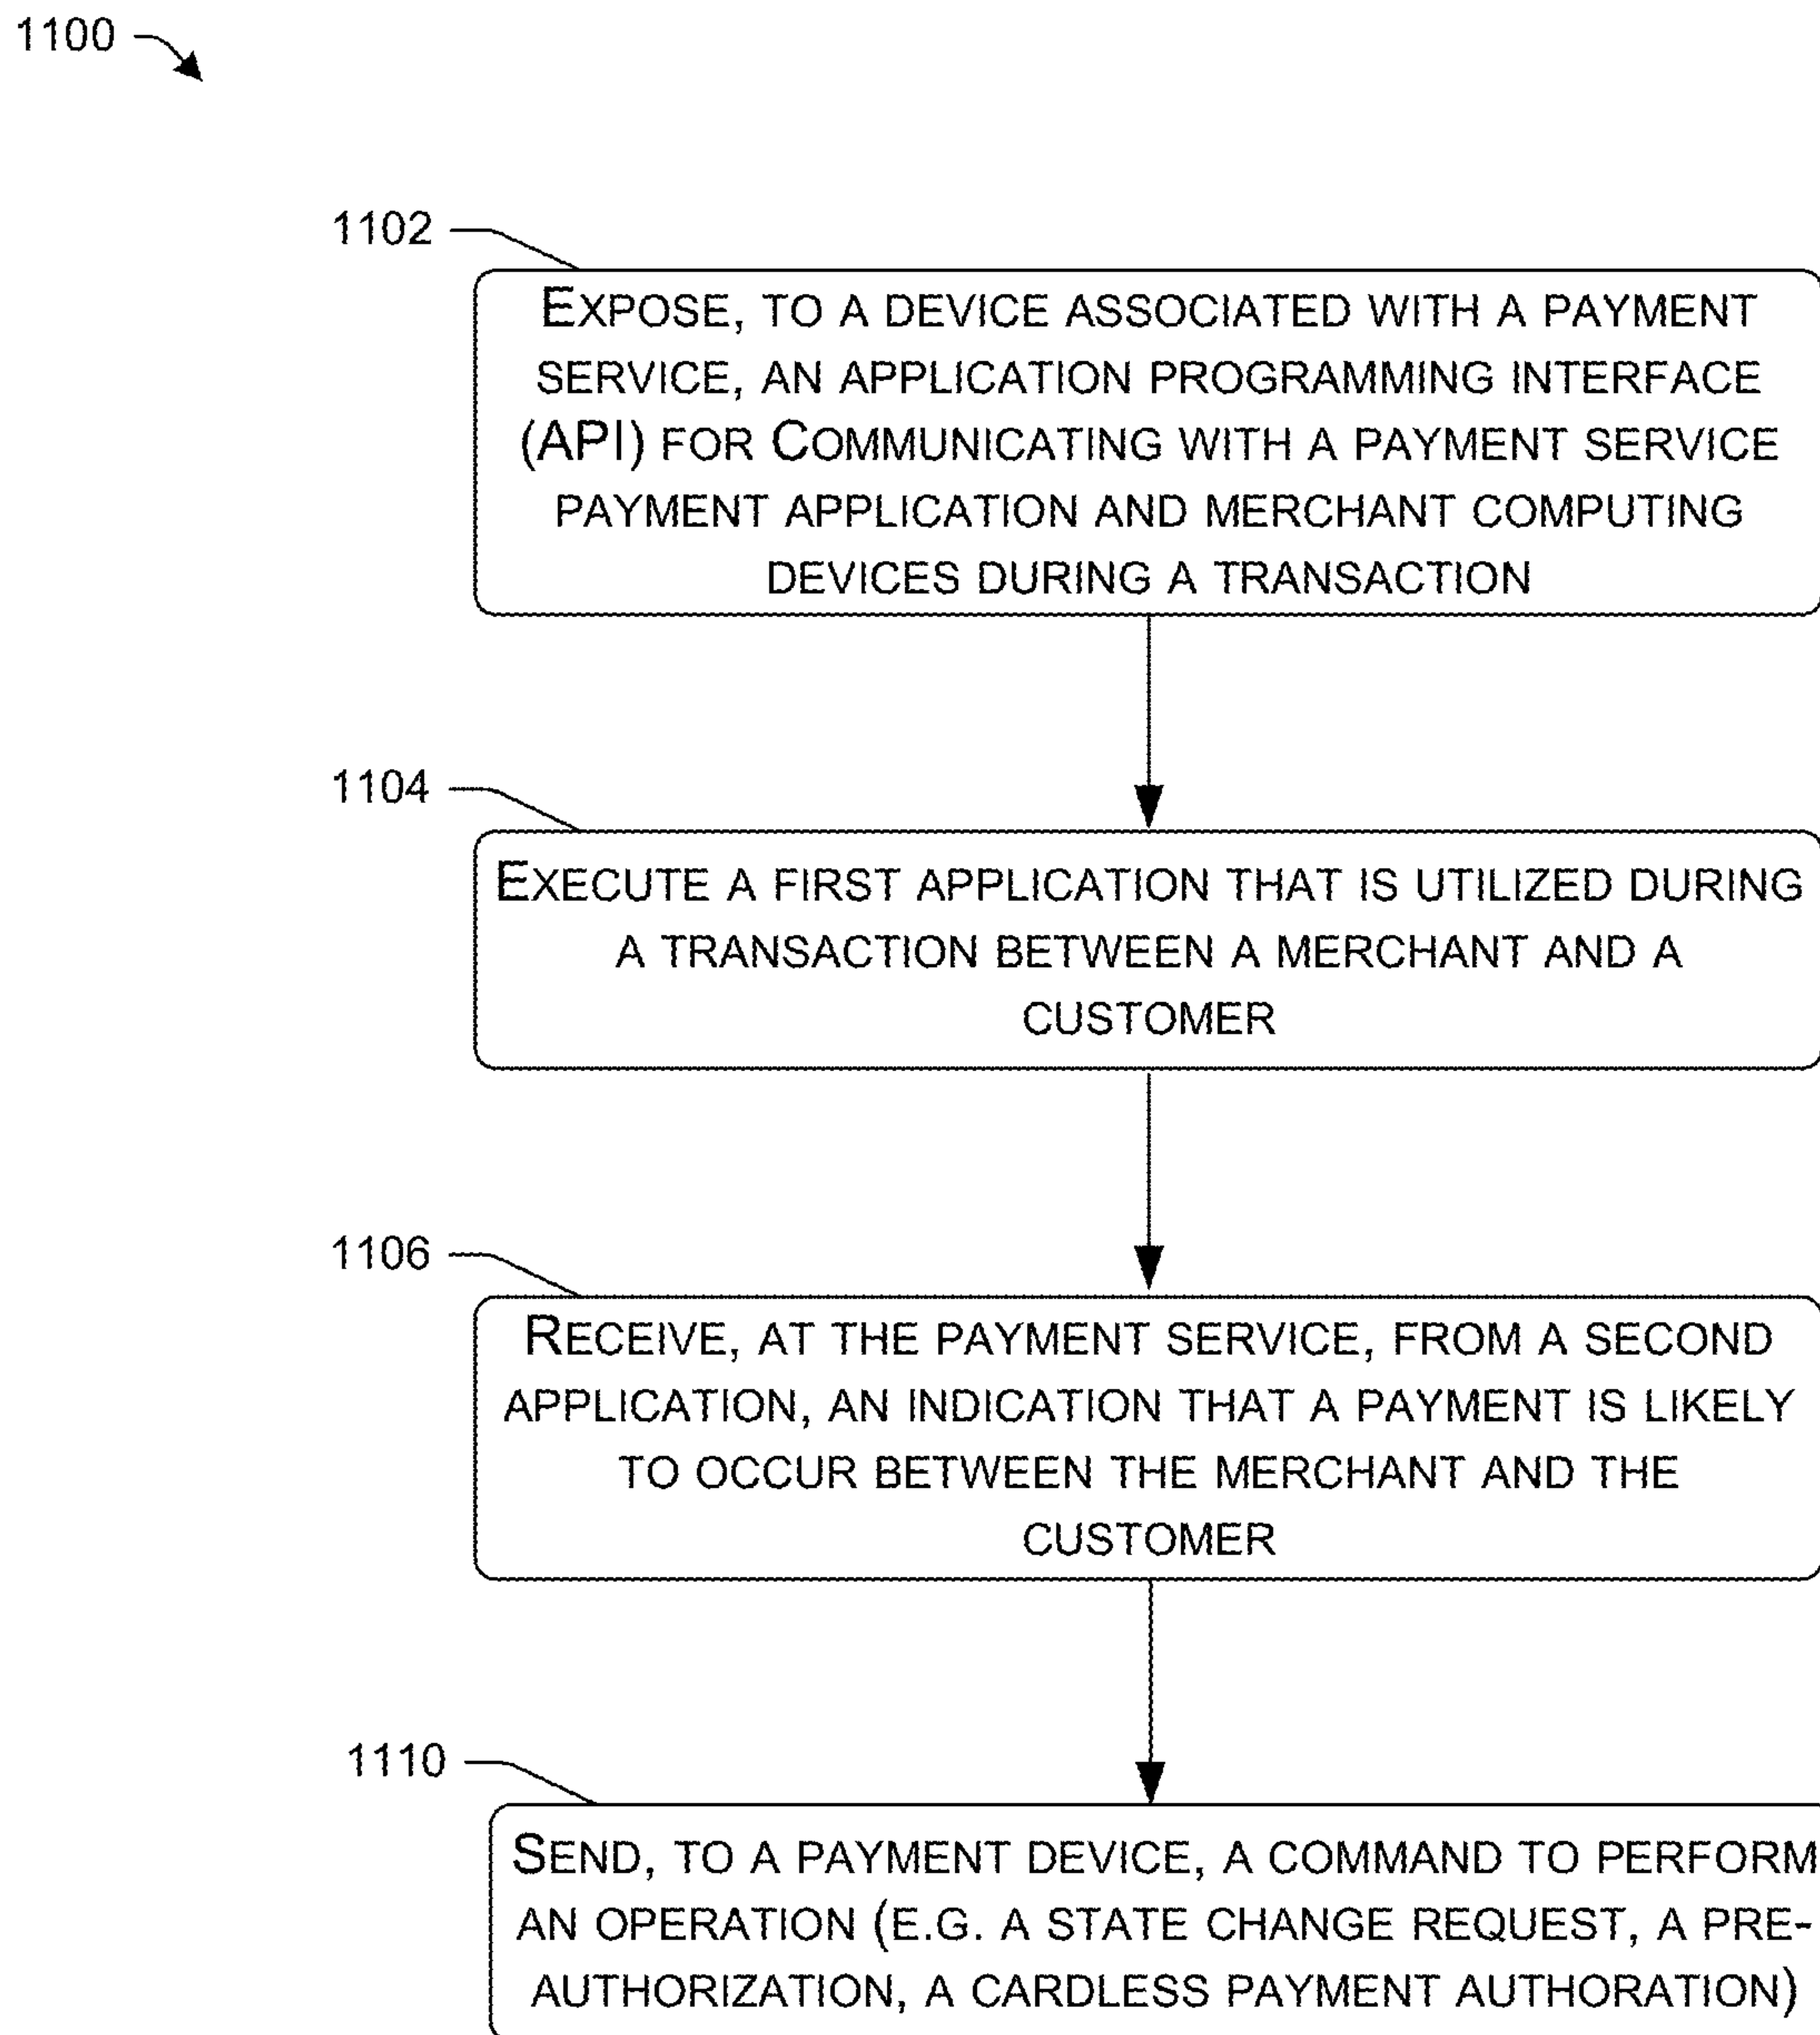 1100
1102
EXPOSE, TO A DEVICE ASSOCIATED WITH A PAYMENT
SERVICE, AN APPLICATION PROGRAMMING INTERFACE
(API) FOR COMMUNICATING WITH A PAYMENT SERVICE
PAYMENT APPLICATION AND MERCHANT COMPUTING
DEVICES DURING A TRANSACTION
1104
EXECUTE A FIRST APPLICATION THAT IS UTILIZED DURING
A TRANSACTION BETWEEN A MERCHANT AND A
CUSTOMER
1106
RECEIVE, AT THE PAYMENT SERVICE, FROM A SECOND
APPLICATION, AN INDICATION THAT A PAYMENT IS LIKELY
TO OCCUR BETWEEN THE MERCHANT AND THE
CUSTOMER
1110
SEND, TO A PAYMENT DEVICE, A COMMAND TO PERFORM
AN OPERATION (E.G. A STATE CHANGE REQUEST, A PRE-
AUTHORIZATION, A CARDLESS PAYMENT AUTHORATION)